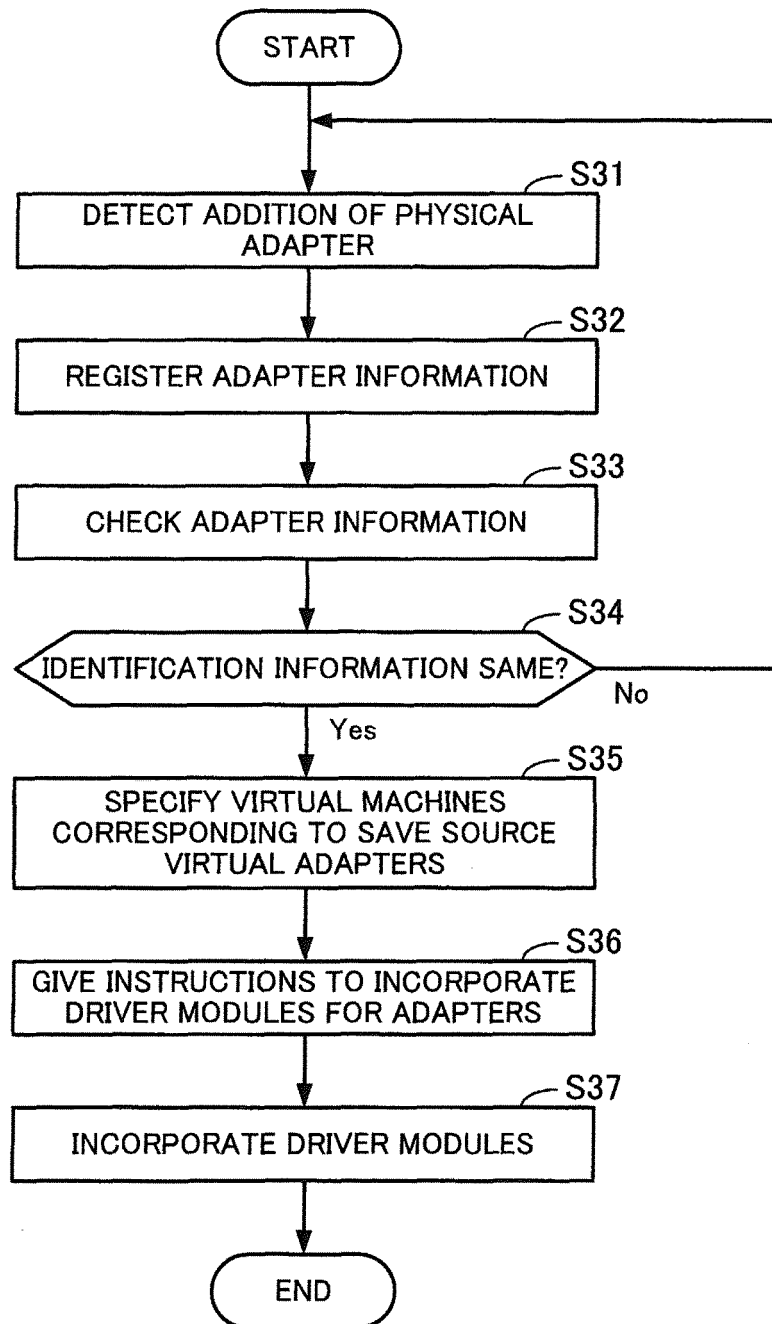 START
S31
DETECT ADDITION OF PHYSICAL
ADAPTER
S32
REGISTER ADAPTER INFORMATION
S33
CHECK ADAPTER INFORMATION
S34
IDENTIFICATION INFORMATION SAME?
No
Yes
S35
SPECIFY VIRTUAL MACHINES
CORRESPONDING TO SAVE SOURCE
VIRTUAL ADAPTERS
S36
GIVE INSTRUCTIONS TO INCORPORATE
DRIVER MODULES FOR ADAPTERS
S37
INCORPORATE DRIVER MODULES
END